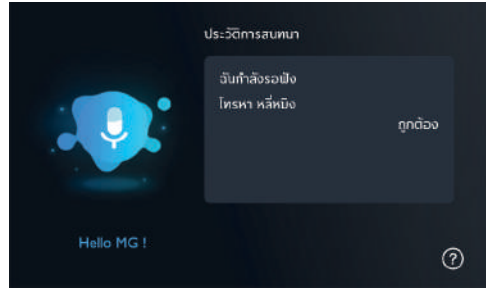 ประวัติการสนทนา
ฉันกำลังรอฟัง
โทรหา หลี่หมิง
ถูกต้อง
Hello MG !
?